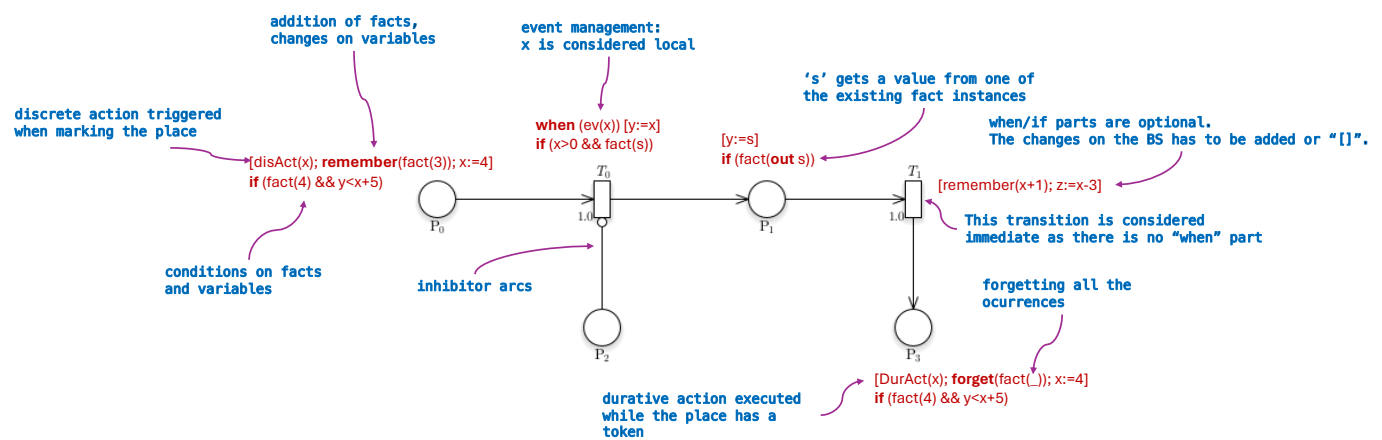 addition of facts,
changes on variables
event management:
x is considered local
‘s’ gets a value from one of
the existing fact instances
discrete action triggered
when marking the place
when/if parts are optional.
The changes on the BS has to be added or “[]”.
when (ev(x)) [y:=x]
if (x>0 && fact(s))
[y:=s]
if (fact(out s))
[disAct(x); remember(fact(3)); x:=4]
if (fact(4) && y<x+5)
T0
T1
[remember(x+1); z:=x-3]
1.0
1.0
P0
P1
This transition is considered
immediate as there is no “when” part
conditions on facts
and variables
inhibitor arcs
forgetting all the
ocurrences
P2
P3
[DurAct(x); forget(fact(_)); x:=4]
if (fact(4) && y<x+5)
durative action executed
while the place has a
token